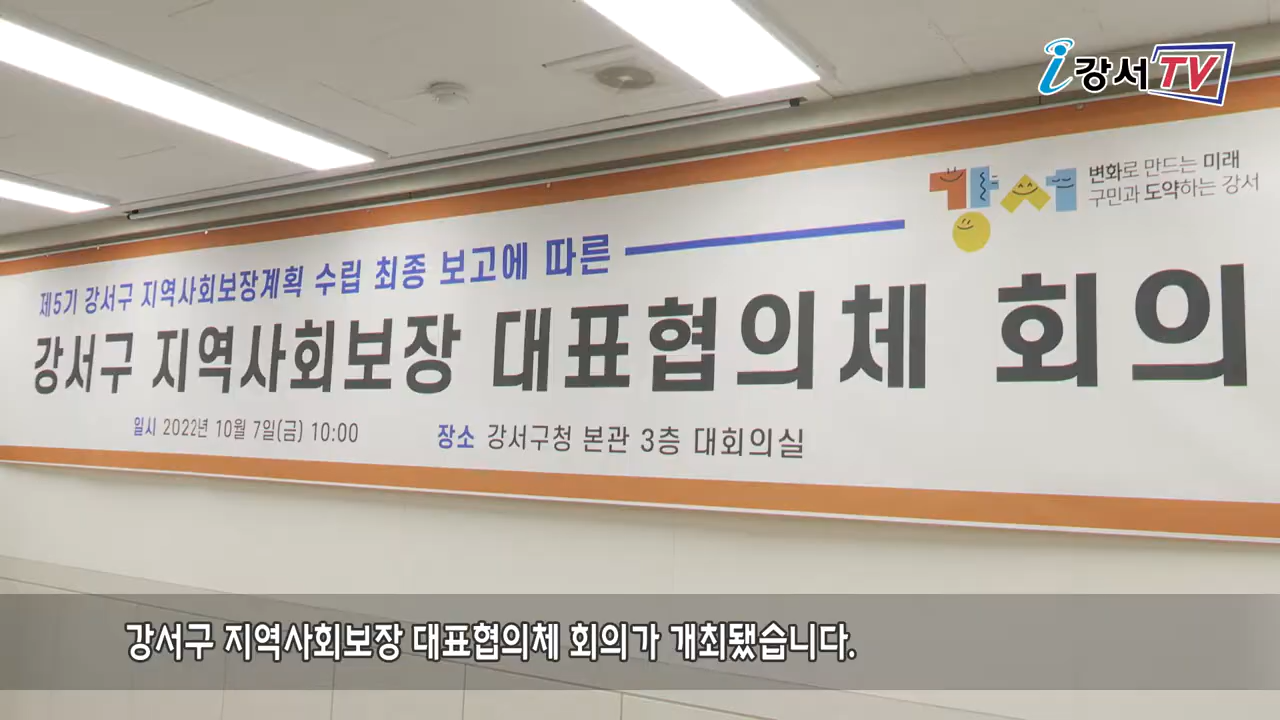 i강서TV
강서
변화로 만드는 미래
구민과 도약하는 강서
제5기 강서구 지역사회보장계획 수립 최종 보고에 따른
강서구 지역사회보장 대표협의체 회의
일시 2022년 10월 7일(금) 10:00
장소 강서구청 본관 3층 대회의실
강서구 지역사회보장 대표협의체 회의가 개최됐습니다.